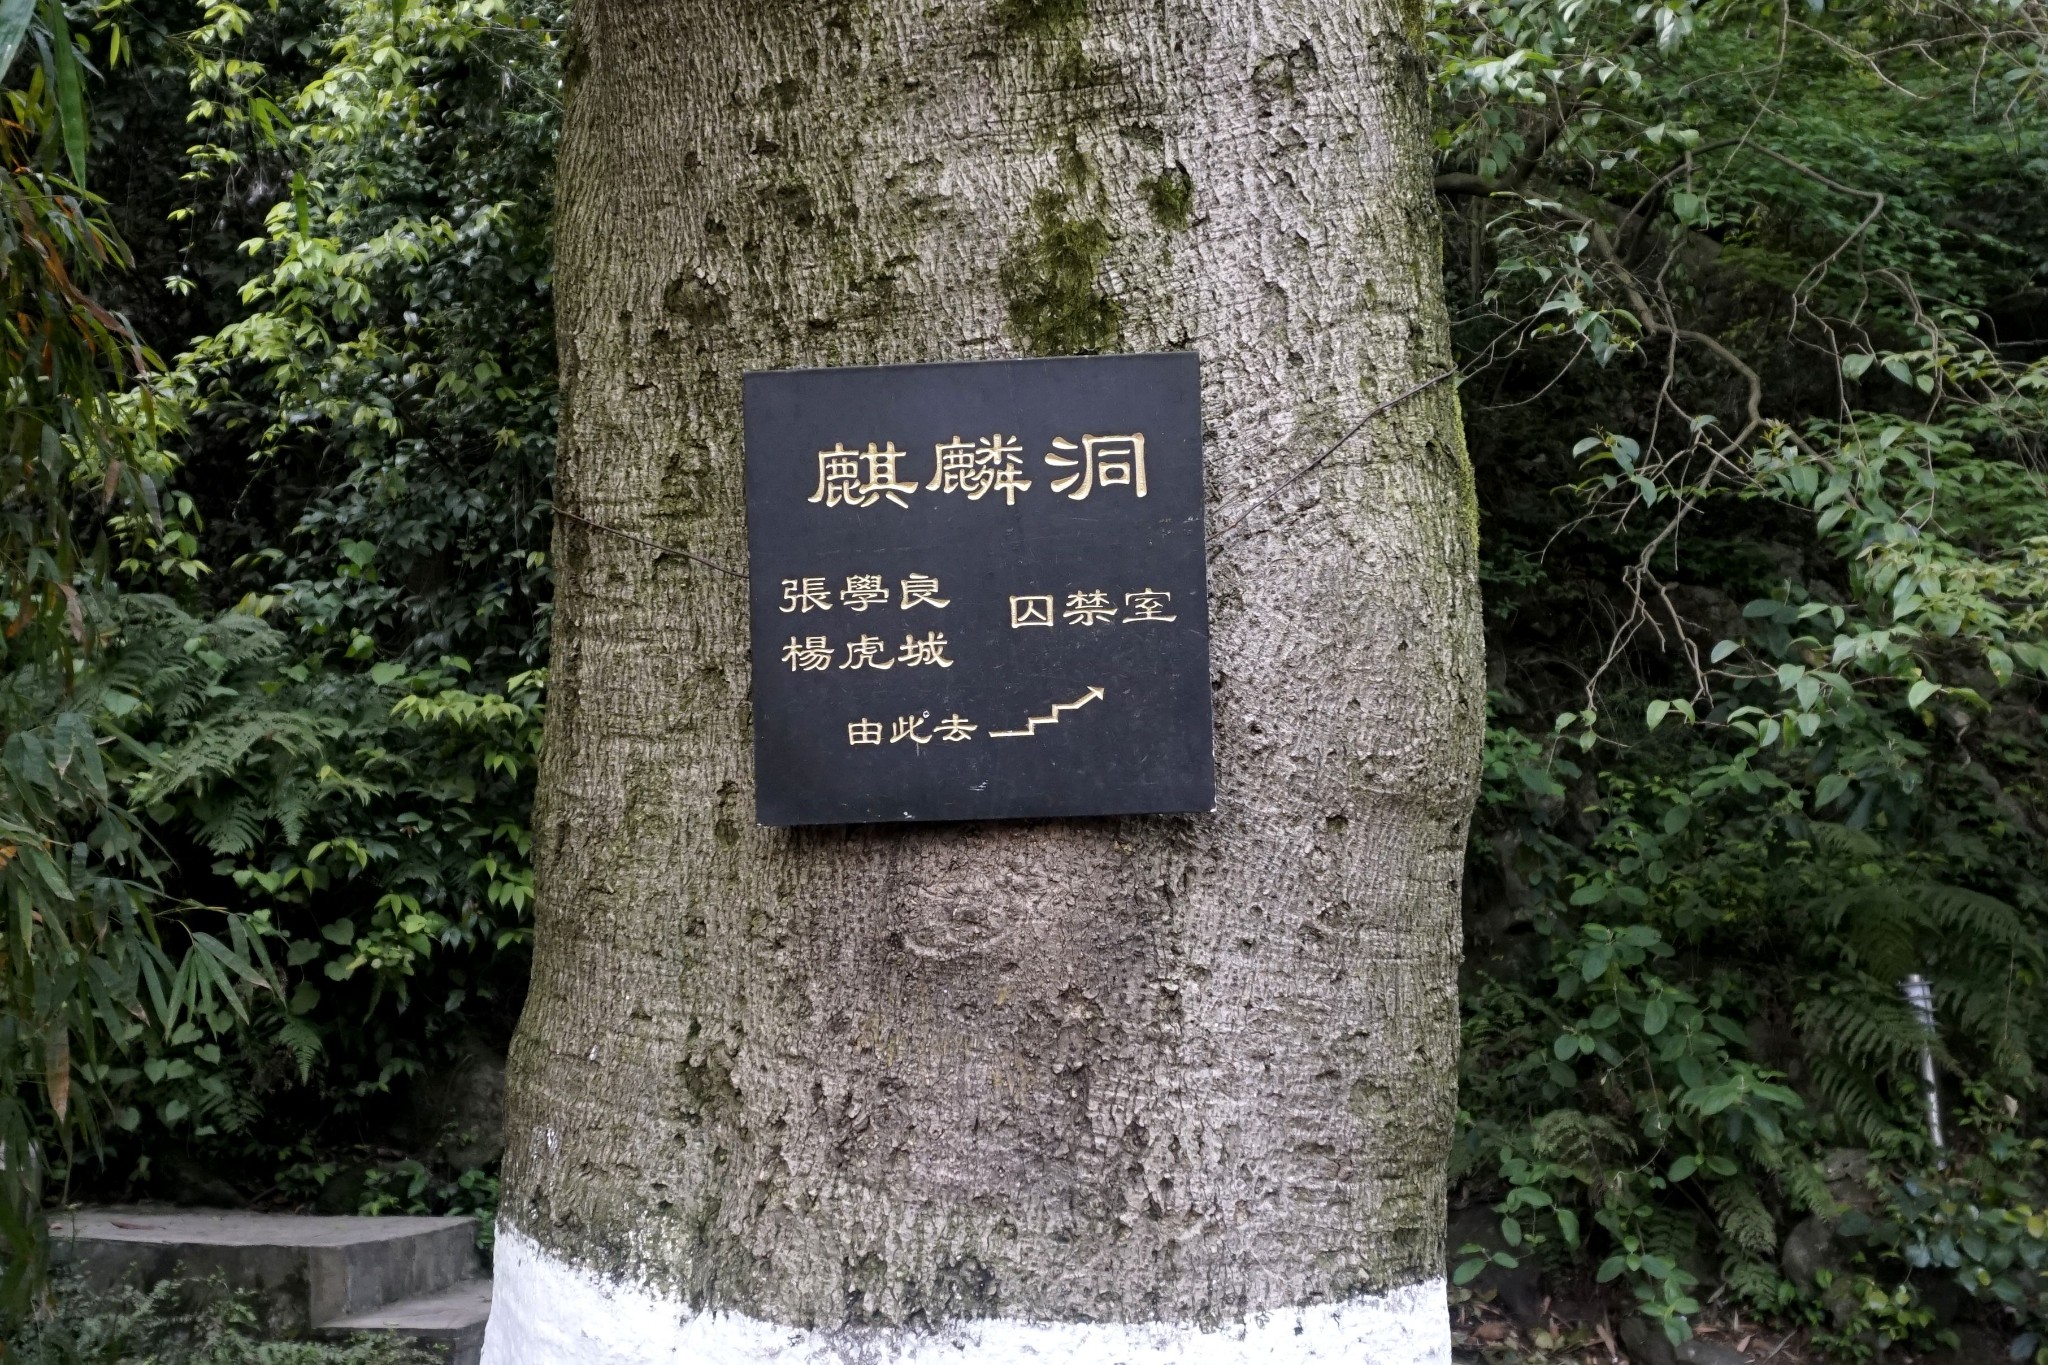 麒麟洞
張學良
楊虎城
囚禁室
由此去